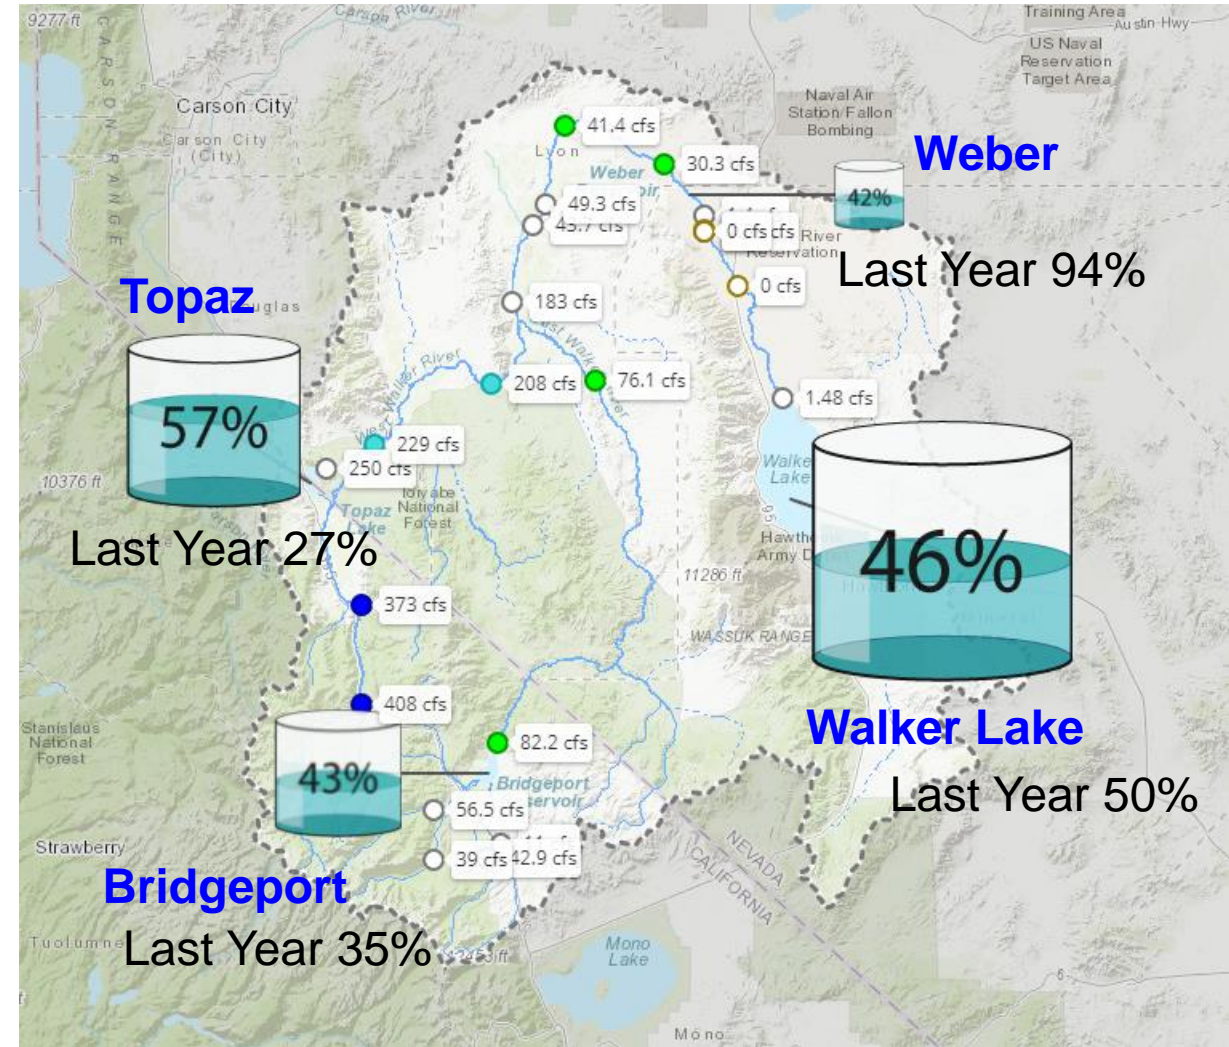 9277 ft
Carson River
Training Area
Austin Hwy
US Naval
Reservation
Target Area
CARSON RANGE
Carson City
Carson City
(City)
Naval Air
Station/Fallon
Bombing
41.4 cfs
Lyon
Weber
30.3 cfs
Weber
42%
49.3 cfs
0 cfs
cfs
River
Reservation
Last Year 94%
Topaz
0 cfs
183 cfs
West Walker River
208 cfs
76.1 cfs
1.48 cfs
57%
229 cfs
250 cfs
10376 ft
Toiyabe
National
Forest
Topaz
Lake
Lake
95
46%
Last Year 27%
11286 ft
373 cfs
WASSUK RANGE
408 cfs
Stanislaus
National
Forest
Walker Lake
82.2 cfs
43%
Bridgeport
56.5 cfs
Last Year 50%
Strawberry
39 cfs
42.9 cfs
NEVADA
CALIFORNIA
Bridgeport
Last Year 35%
Mono
Lake
6
Mono